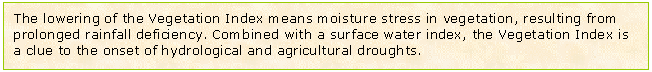 The lowering of the Vegetation Index means moisture stress in vegetation, resulting from
prolonged rainfall deficiency. Combined with a surface water index, the Vegetation Index is
a clue to the onset of hydrological and agricultural droughts.